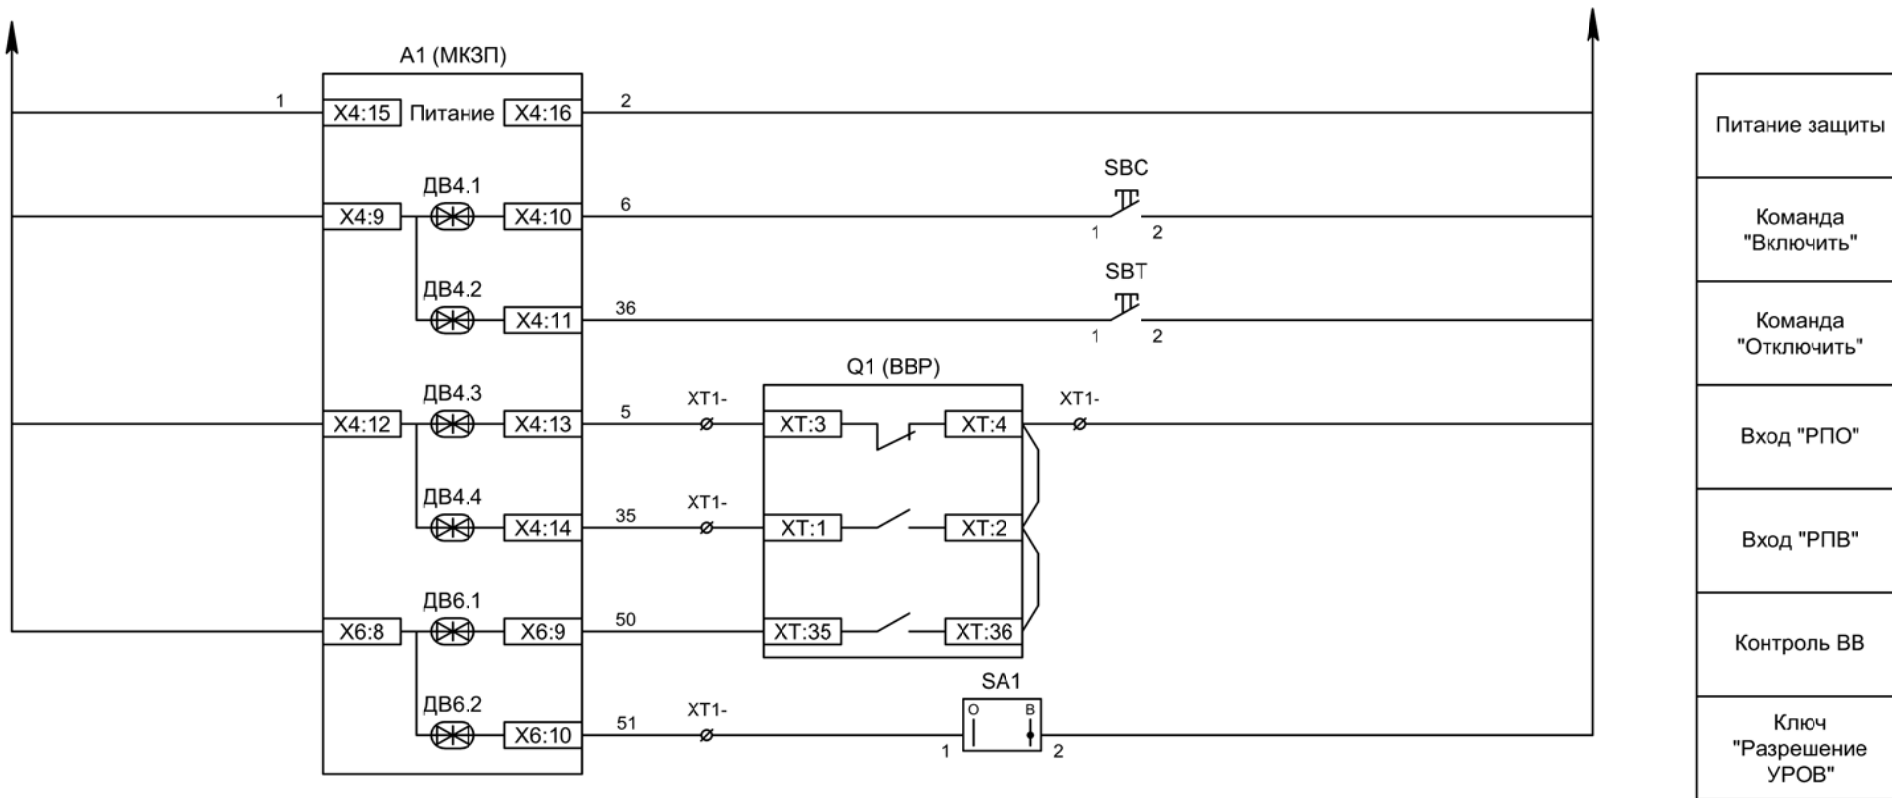 А1 (МКЗП)
1
X4:15
Питание
X4:16
2
Питание защиты
ДВ4.1
SBC
X4:9
X4:10
6
1
2
Команда
"Включить"
ДВ4.2
SBT
X4:11
36
1
2
Команда
"Отключить"
Q1 (ВВР)
ДВ4.3
X4:12
X4:13
5
XT1-
XT:3
XT:4
XT1-
Вход "РПО"
ДВ4.4
X4:14
35
XT1-
XT:1
XT:2
Вход "РПВ"
ДВ6.1
X6:8
X6:9
50
XT:35
XT:36
Контроль ВВ
ДВ6.2
X6:10
51
XT1-
SA1
О
В
1
2
Ключ
"Разрешение
УРОВ"